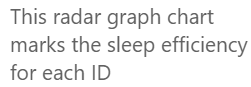 This radar graph chart
marks the sleep efficiency
for each ID